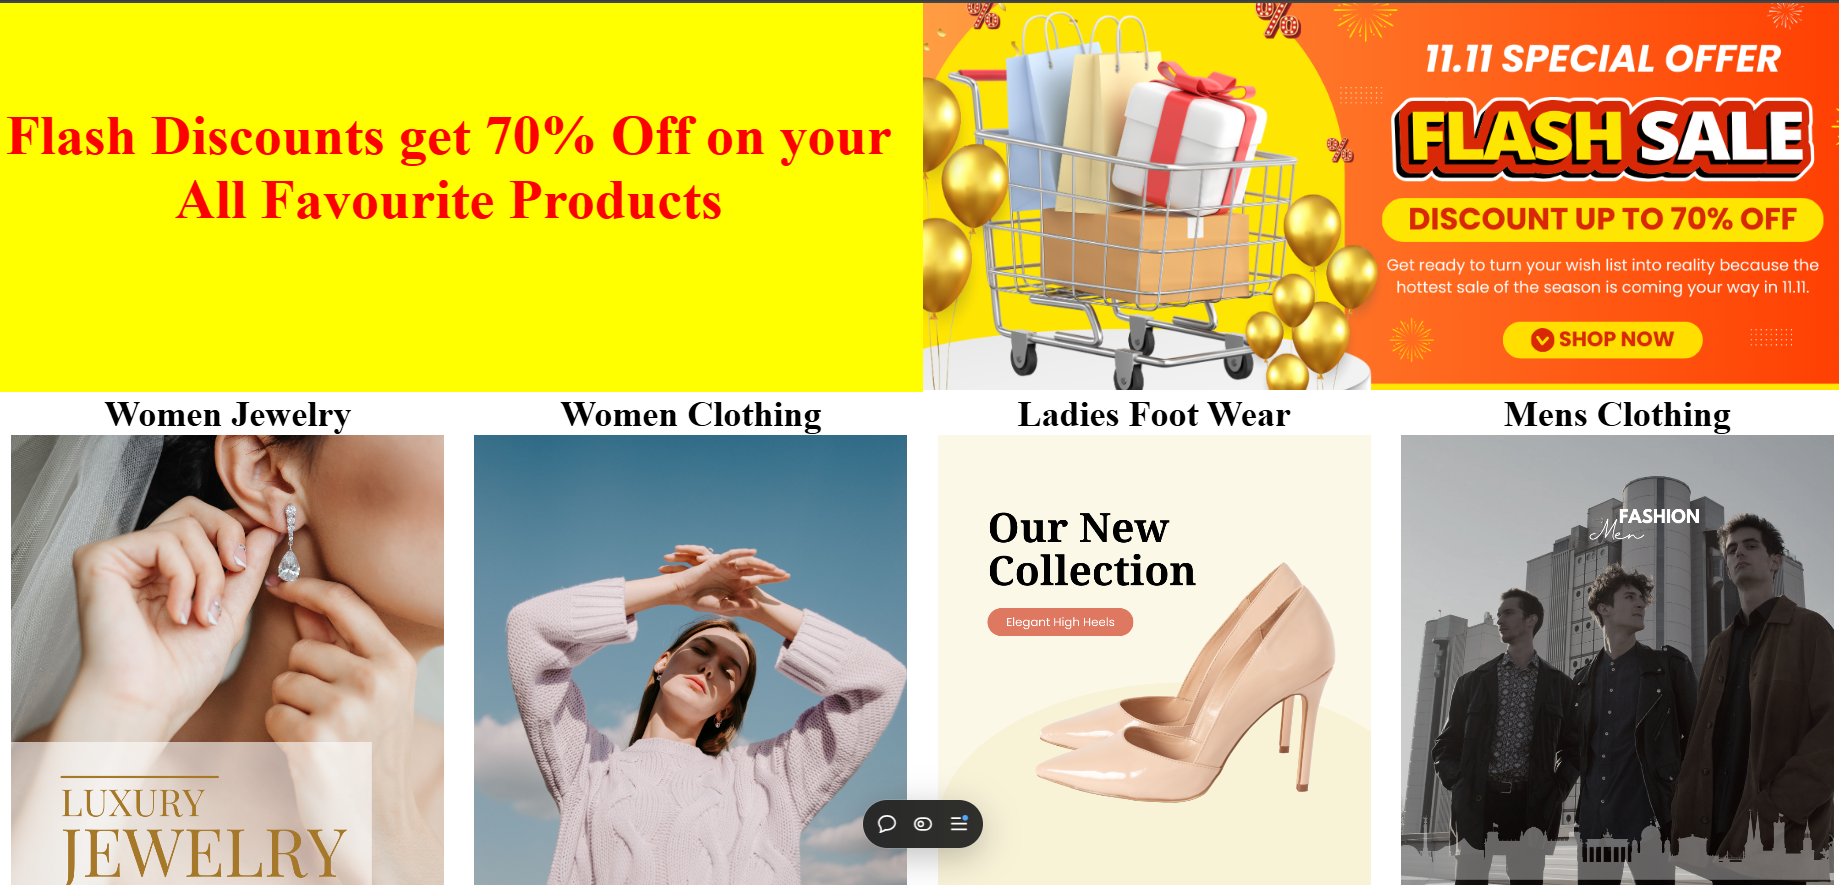 Flash Discounts get 70% Off on your
All Favourite Products
%
%
%
11.11 SPECIAL OFFER
FLASH SALE
DISCOUNT UP TO 70% OFF
Get ready to turn your wish list into reality because the
hottest sale of the season is coming your way in 11.11.
SHOP NOW
Women Jewelry
LUXURY
JEWELRY
Women Clothing
Ladies Foot Wear
Our New
Collection
Elegant High Heels
Mens Clothing
FASHION
Men